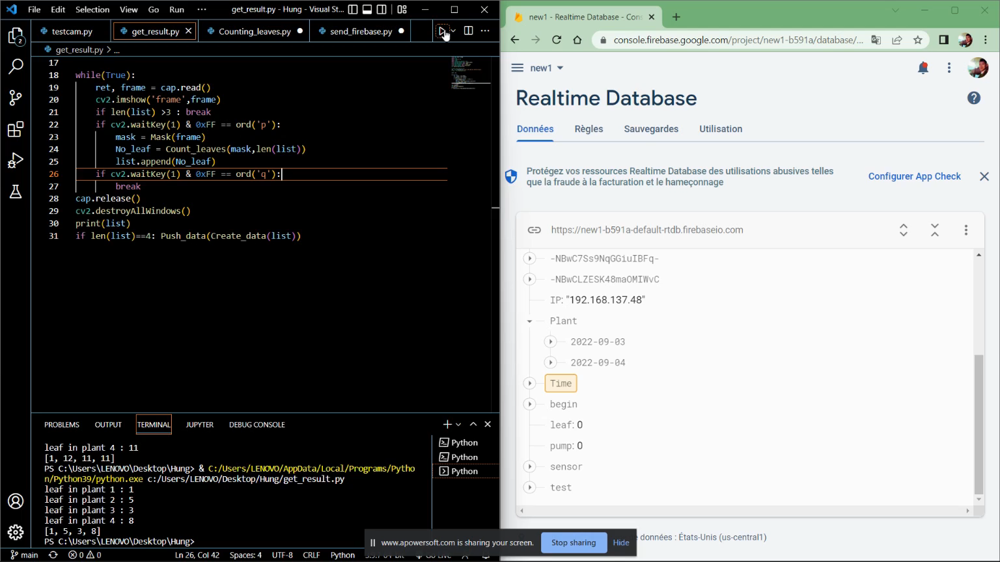 File Edit Selection View Go Run ··· get_result.py - Hung - Visual St...
testcam.py get_result.py Counting_leaves.py send_firebase.py
get_result.py > ...
17
18 while(True):
19 ret, frame = cap.read()
20 cv2.imshow('frame',frame)
21 if len(list) >3 : break
22 if cv2.waitKey(1) & 0xFF == ord('p'):
23 mask = Mask(frame)
24 No_leaf = Count_leaves(mask,len(list))
25 list.append(No_leaf)
26 if cv2.waitKey(1) & 0xFF == ord('q'):
27 break
28 cap.release()
29 cv2.destroyAllWindows()
30 print(list)
31 if len(list)==4: Push_data(Create_data(list))
2
PROBLEMS OUTPUT TERMINAL JUPYTER DEBUG CONSOLE
leaf in plant 4 : 11
[1, 12, 11, 11]
PS C:\Users\LENOVO\Desktop\Hung> & C:/Users/LENOVO/AppData/Local/Programs/Pytho
n/Python39/python.exe c:/Users/LENOVO/Desktop/Hung/get_result.py
leaf in plant 1 : 1
leaf in plant 2 : 5
leaf in plant 3 : 3
leaf in plant 4 : 8
[1, 5, 3, 8]
PS C:\Users\LENOVO\Desktop\Hung>
Python
Python
Python
main 0 0 Ln 26, Col 42 Spaces: 4 UTF-8 CRLF Python
new1 - Realtime Database - Cons
console.firebase.google.com/project/new1-b591a/database/...
new1
Realtime Database
Données Règles Sauvegardes Utilisation
Protégez vos ressources Realtime Database des utilisations abusives telles
que la fraude à la facturation et le hameçonnage
Configurer App Check
https://new1-b591a-default-rtdb.firebaseio.com
-NBwC7Ss9NqGGiuIBFq-
-NBwCLZESK48maOMIWvC
IP: "192.168.137.48"
Plant
2022-09-03
2022-09-04
Time
begin
leaf: 0
pump: 0
sensor
test
données : États-Unis (us-central1)
www.apowersoft.com is sharing your screen. Stop sharing Hide